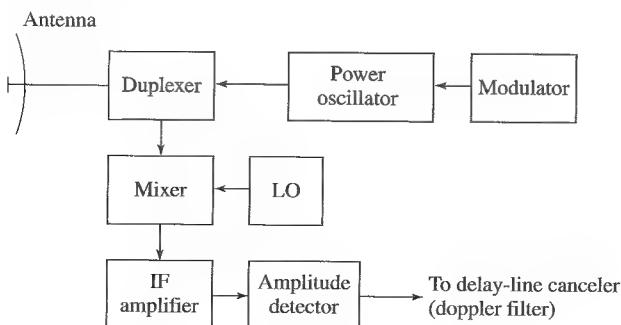 Antenna
Duplexer
Power
oscillator
Modulator
Mixer
LO
IF
amplifier
Amplitude
detector
To delay-line canceler
(doppler filter)